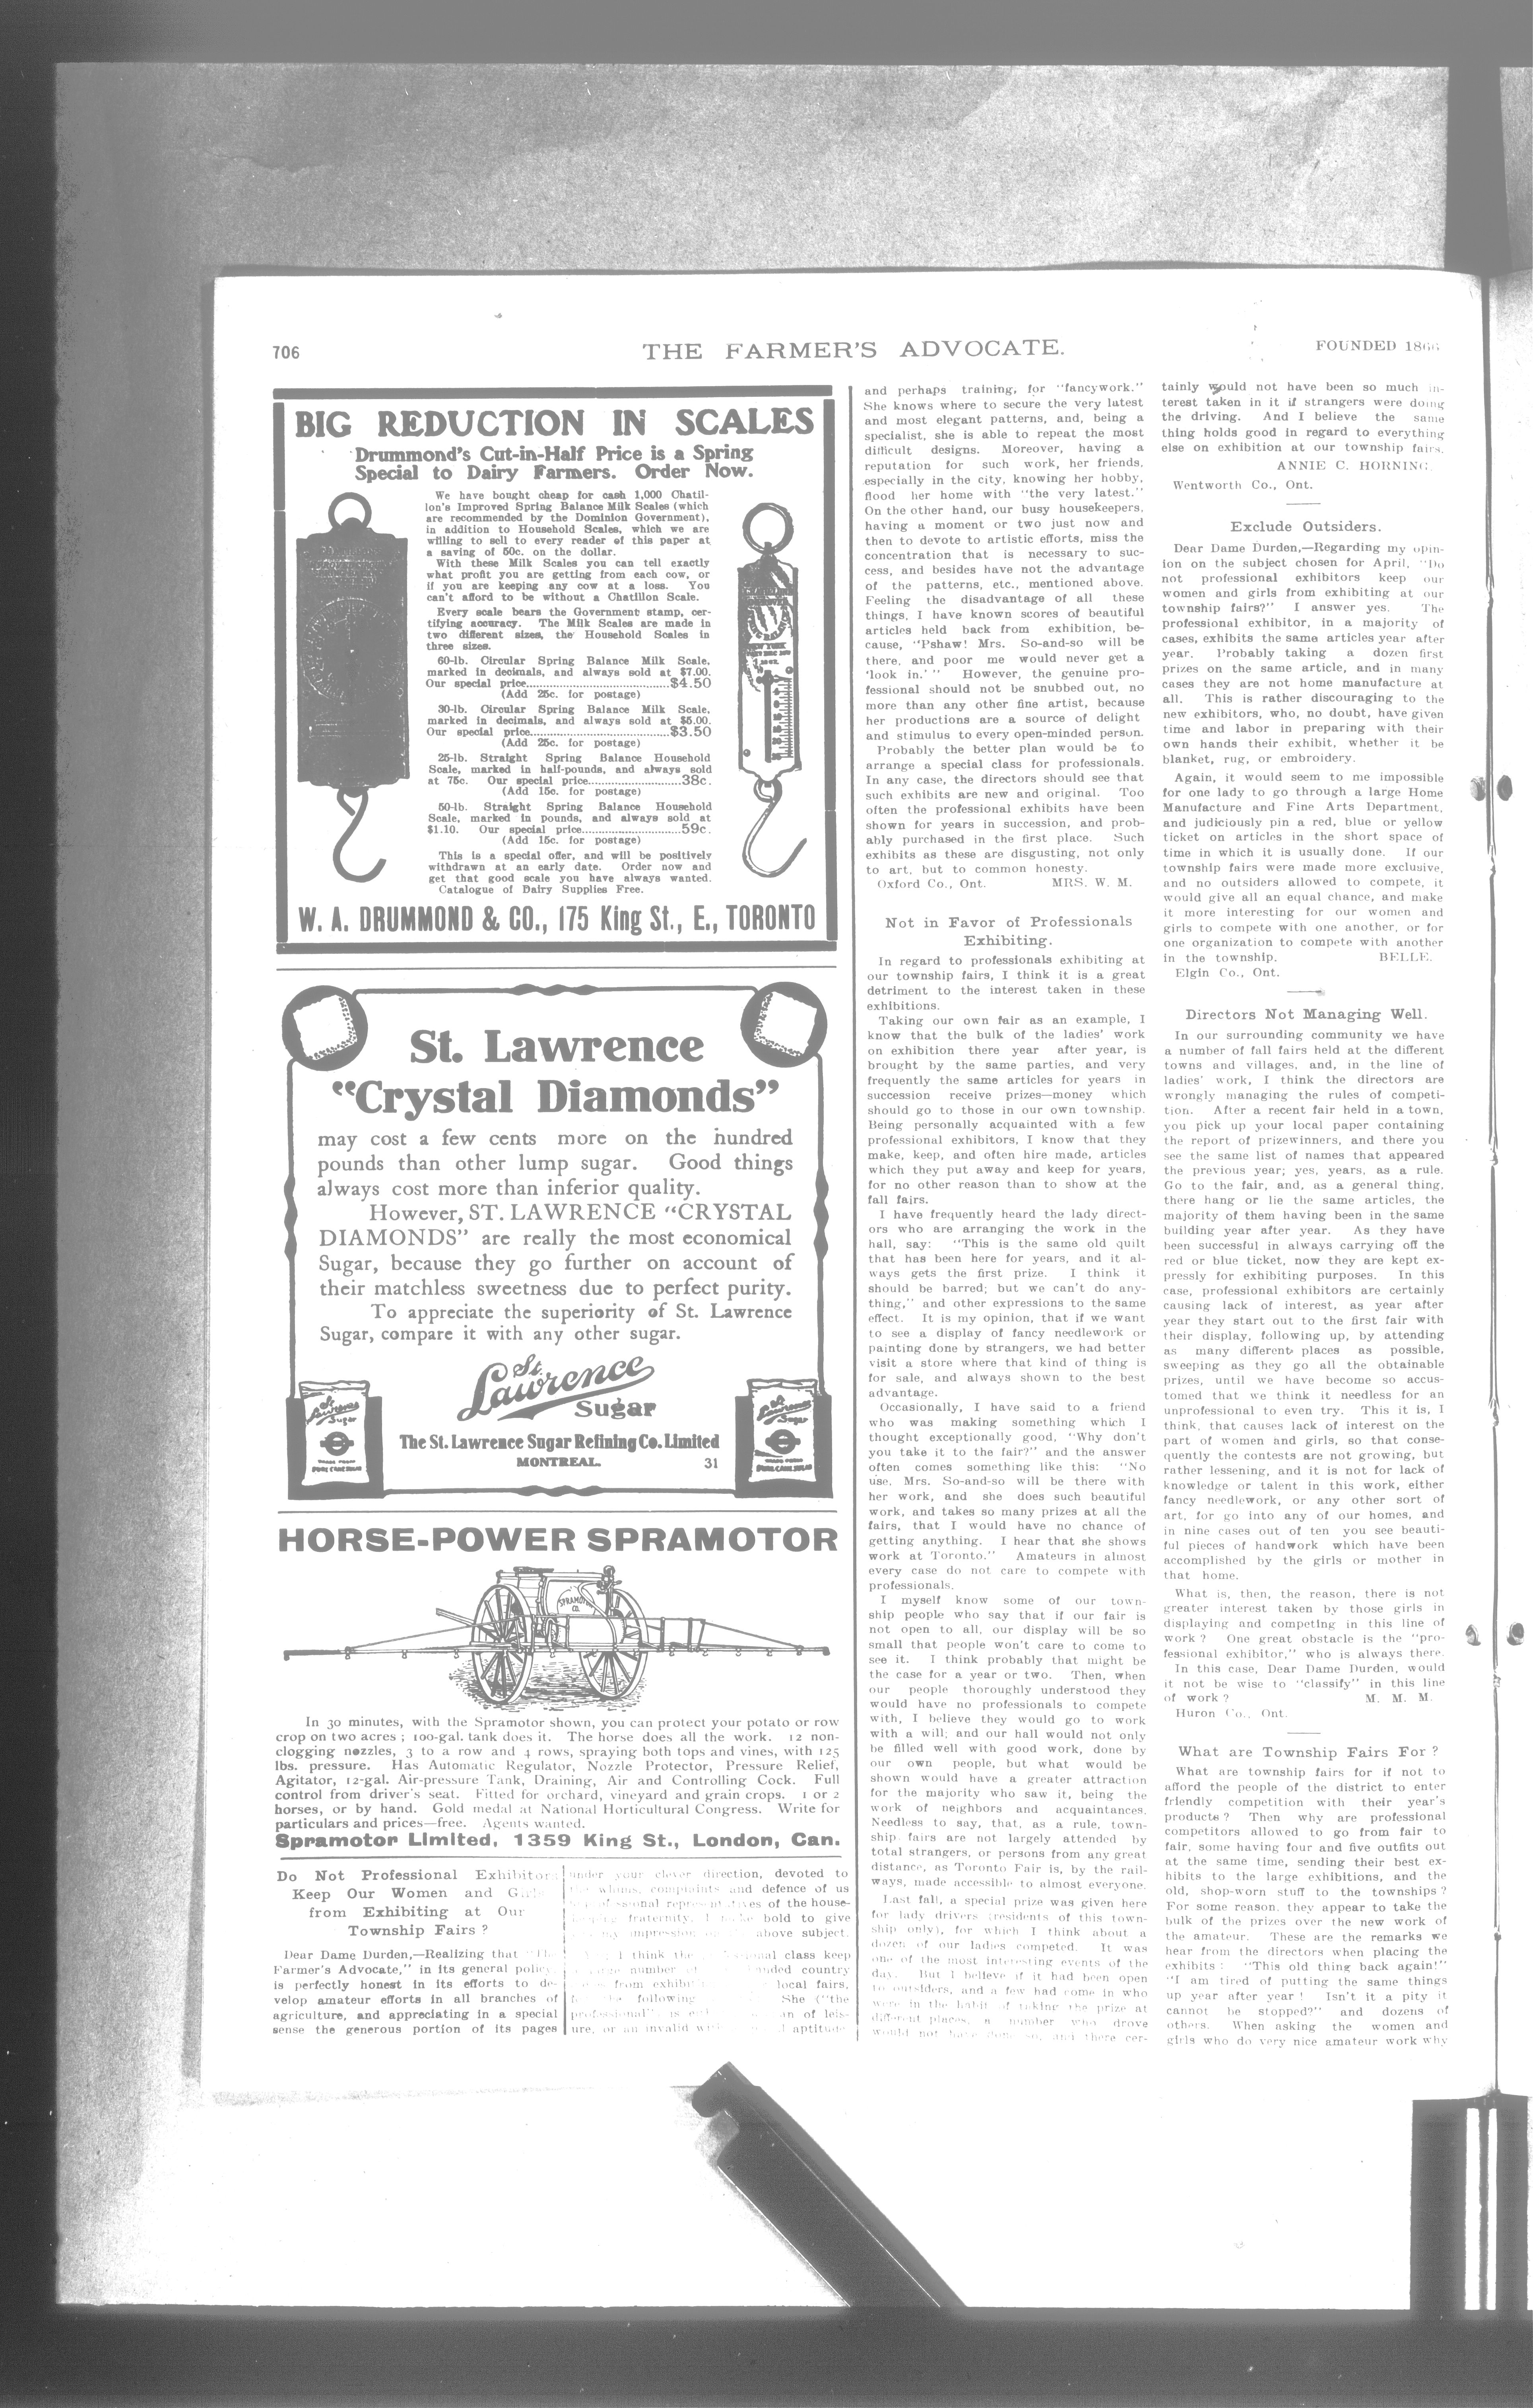 706
THE FARMER'S ADVOCATE.
FOUNDED 1866
BIG REDUCTION IN SCALES
Drummond's Cut-in-Half Price is a Spring
Special to Dairy Farmers. Order Now.
We have bought cheap for cash 1,000 Chatil-
lon's Improved Spring Balance Milk Scales (which
are recommended by the Dominion Government),
in addition to Household Scales, which we are
willing to sell to every reader of this paper at
a saving of 50c. on the dollar.
With these Milk Scales you can tell exactly
what profit you are getting from each cow, or
if you are keeping any cow at a loss. You
can't afford to be without a Chatillon Scale.
Every scale bears the Government stamp, cer-
tifying accuracy. The Milk Scales are made in
two different sizes, the Household Scales in
three sizes.
60-lb. Circular Spring Balance Milk Scale,
marked in decimals, and always sold at $7.00.
Our special price..............$4.50
(Add 25c. for postage)
30-lb. Circular Spring Balance Milk Scale,
marked in decimals, and always sold at $5.00.
Our special price..............$3.50
(Add 25c. for postage)
25-lb. Straight Spring Balance Household
Scale, marked in half-pounds, and always sold
at 75c. Our special price..............38c.
(Add 15c. for postage)
50-lb. Straight Spring Balance Household
Scale, marked in pounds, and always sold at
$1.10. Our special price..............59c.
(Add 15c. for postage)
This is a special offer, and will be positively
withdrawn at an early date. Order now and
get that good scale you have always wanted.
Catalogue of Dairy Supplies Free.
W. A. DRUMMOND & CO., 175 King St., E., TORONTO
St. Lawrence
"Crystal Diamonds"
may cost a few cents more on the hundred
pounds than other lump sugar. Good things
always cost more than inferior quality.
However, ST. LAWRENCE "CRYSTAL
DIAMONDS" are really the most economical
Sugar, because they go further on account of
their matchless sweetness due to perfect purity.
To appreciate the superiority of St. Lawrence
Sugar, compare it with any other sugar.
St. Lawrence
Sugar
The St. Lawrence Sugar Refining Co. Limited
MONTREAL. 31
HORSE-POWER SPRAMOTOR
SPRAMOTOR
CO.
In 30 minutes, with the Spramotor shown, you can protect your potato or row
crop on two acres ; 100-gal. tank does it. The horse does all the work. 12 non-
clogging nozzles, 3 to a row and 4 rows, spraying both tops and vines, with 125
lbs. pressure. Has Automatic Regulator, Nozzle Protector, Pressure Relief,
Agitator, 12-gal. Air-pressure Tank, Draining, Air and Controlling Cock. Full
control from driver's seat. Fitted for orchard, vineyard and grain crops. 1 or 2
horses, or by hand. Gold medal at National Horticultural Congress. Write for
particulars and prices—free. Agents wanted.
Spramotor Limited, 1359 King St., London, Can.
Do Not Professional Exhibitors
Keep Our Women and Girls
from Exhibiting at Our
Township Fairs ?
Dear Dame Durden,—Realizing that "The
Farmer's Advocate," in its general policy,
is perfectly honest in its efforts to de-
velop amateur efforts in all branches of
agriculture, and appreciating in a special
sense the generous portion of its pages
under your clever direction, devoted to
the whims, complaints and defence of us
representatives of the house-
fraternity, I make bold to give
my impression above subject.
I think the class keep
number country
from exhibit local fairs,
following She ("the
professional") is of leis-
ure, or an invalid aptitude
and perhaps training, for "fancywork."
She knows where to secure the very latest
and most elegant patterns, and, being a
specialist, she is able to repeat the most
difficult designs. Moreover, having a
reputation for such work, her friends,
especially in the city, knowing her hobby,
flood her home with "the very latest."
On the other hand, our busy housekeepers,
having a moment or two just now and
then to devote to artistic efforts, miss the
concentration that is necessary to suc-
cess, and besides have not the advantage
of the patterns, etc., mentioned above.
Feeling the disadvantage of all these
things, I have known scores of beautiful
articles held back from exhibition, be-
cause, "Pshaw! Mrs. So-and-so will be
there, and poor me would never get a
'look in.' " However, the genuine pro-
fessional should not be snubbed out, no
more than any other fine artist, because
her productions are a source of delight
and stimulus to every open-minded person.
Probably the better plan would be to
arrange a special class for professionals.
In any case, the directors should see that
such exhibits are new and original. Too
often the professional exhibits have been
shown for years in succession, and prob-
ably purchased in the first place. Such
exhibits as these are disgusting, not only
to art, but to common honesty.
Oxford Co., Ont. MRS. W. M.
Not in Favor of Professionals
Exhibiting.
In regard to professionals exhibiting at
our township fairs, I think it is a great
detriment to the interest taken in these
exhibitions.
Taking our own fair as an example, I
know that the bulk of the ladies' work
on exhibition there year after year, is
brought by the same parties, and very
frequently the same articles for years in
succession receive prizes—money which
should go to those in our own township.
Being personally acquainted with a few
professional exhibitors, I know that they
make, keep, and often hire made, articles
which they put away and keep for years,
for no other reason than to show at the
fall fairs.
I have frequently heard the lady direct-
ors who are arranging the work in the
hall, say: "This is the same old quilt
that has been here for years, and it al-
ways gets the first prize. I think it
should be barred; but we can't do any-
thing," and other expressions to the same
effect. It is my opinion, that if we want
to see a display of fancy needlework or
painting done by strangers, we had better
visit a store where that kind of thing is
for sale, and always shown to the best
advantage.
Occasionally, I have said to a friend
who was making something which I
thought exceptionally good, "Why don't
you take it to the fair?" and the answer
often comes something like this: "No
use, Mrs. So-and-so will be there with
her work, and she does such beautiful
work, and takes so many prizes at all the
fairs, that I would have no chance of
getting anything. I hear that she shows
work at Toronto." Amateurs in almost
every case do not care to compete with
professionals.
I myself know some of our town-
ship people who say that if our fair is
not open to all, our display will be so
small that people won't care to come to
see it. I think probably that might be
the case for a year or two. Then, when
our people thoroughly understood they
would have no professionals to compete
with, I believe they would go to work
with a will; and our hall would not only
be filled well with good work, done by
our own people, but what would be
shown would have a greater attraction
for the majority who saw it, being the
work of neighbors and acquaintances.
Needless to say, that, as a rule, town-
ship fairs are not largely attended by
total strangers, or persons from any great
distance, as Toronto Fair is, by the rail-
ways, made accessible to almost everyone.
Last fall, a special prize was given here
for lady drivers (residents of this town-
ship only), for which I think about a
dozen of our ladies competed. It was
one of the most interesting events of the
day. But I believe if it had been open
to outsiders, and a few had come in who
were in the habit of taking the prize at
different places, a number who drove
would not have done so, and there cer-
tainly would not have been so much in-
terest taken in it if strangers were doing
the driving. And I believe the same
thing holds good in regard to everything
else on exhibition at our township fairs.
ANNIE C. HORNING.
Wentworth Co., Ont.
Exclude Outsiders.
Dear Dame Durden,—Regarding my opin-
ion on the subject chosen for April, "Do
not professional exhibitors keep our
women and girls from exhibiting at our
township fairs?" I answer yes. The
professional exhibitor, in a majority of
cases, exhibits the same articles year after
year. Probably taking a dozen first
prizes on the same article, and in many
cases they are not home manufacture at
all. This is rather discouraging to the
new exhibitors, who, no doubt, have given
time and labor in preparing with their
own hands their exhibit, whether it be
blanket, rug, or embroidery.
Again, it would seem to me impossible
for one lady to go through a large Home
Manufacture and Fine Arts Department,
and judiciously pin a red, blue or yellow
ticket on articles in the short space of
time in which it is usually done. If our
township fairs were made more exclusive,
and no outsiders allowed to compete, it
would give all an equal chance, and make
it more interesting for our women and
girls to compete with one another, or for
one organization to compete with another
in the township. BELLE.
Elgin Co., Ont.
Directors Not Managing Well.
In our surrounding community we have
a number of fall fairs held at the different
towns and villages, and, in the line of
ladies' work, I think the directors are
wrongly managing the rules of competi-
tion. After a recent fair held in a town,
you pick up your local paper containing
the report of prizewinners, and there you
see the same list of names that appeared
the previous year; yes, years, as a rule.
Go to the fair, and, as a general thing,
there hang or lie the same articles, the
majority of them having been in the same
building year after year. As they have
been successful in always carrying off the
red or blue ticket, now they are kept ex-
pressly for exhibiting purposes. In this
case, professional exhibitors are certainly
causing lack of interest, as year after
year they start out to the first fair with
their display, following up, by attending
as many different places as possible,
sweeping as they go all the obtainable
prizes, until we have become so accus-
tomed that we think it needless for an
unprofessional to even try. This it is, I
think, that causes lack of interest on the
part of women and girls, so that conse-
quently the contests are not growing, but
rather lessening, and it is not for lack of
knowledge or talent in this work, either
fancy needlework, or any other sort of
art, for go into any of our homes, and
in nine cases out of ten you see beauti-
ful pieces of handwork which have been
accomplished by the girls or mother in
that home.
What is, then, the reason, there is not
greater interest taken by those girls in
displaying and competing in this line of
work ? One great obstacle is the "pro-
fessional exhibitor," who is always there.
In this case, Dear Dame Durden, would
it not be wise to "classify" in this line
of work ? M. M. M.
Huron Co., Ont.
What are Township Fairs For ?
What are township fairs for if not to
afford the people of the district to enter
friendly competition with their year's
products ? Then why are professional
competitors allowed to go from fair to
fair, some having four and five outfits out
at the same time, sending their best ex-
hibits to the large exhibitions, and the
old, shop-worn stuff to the townships ?
For some reason, they appear to take the
bulk of the prizes over the new work of
the amateur. These are the remarks we
hear from the directors when placing the
exhibits : "This old thing back again!"
"I am tired of putting the same things
up year after year ! Isn't it a pity it
cannot be stopped?" and dozens of
others. When asking the women and
girls who do very nice amateur work why